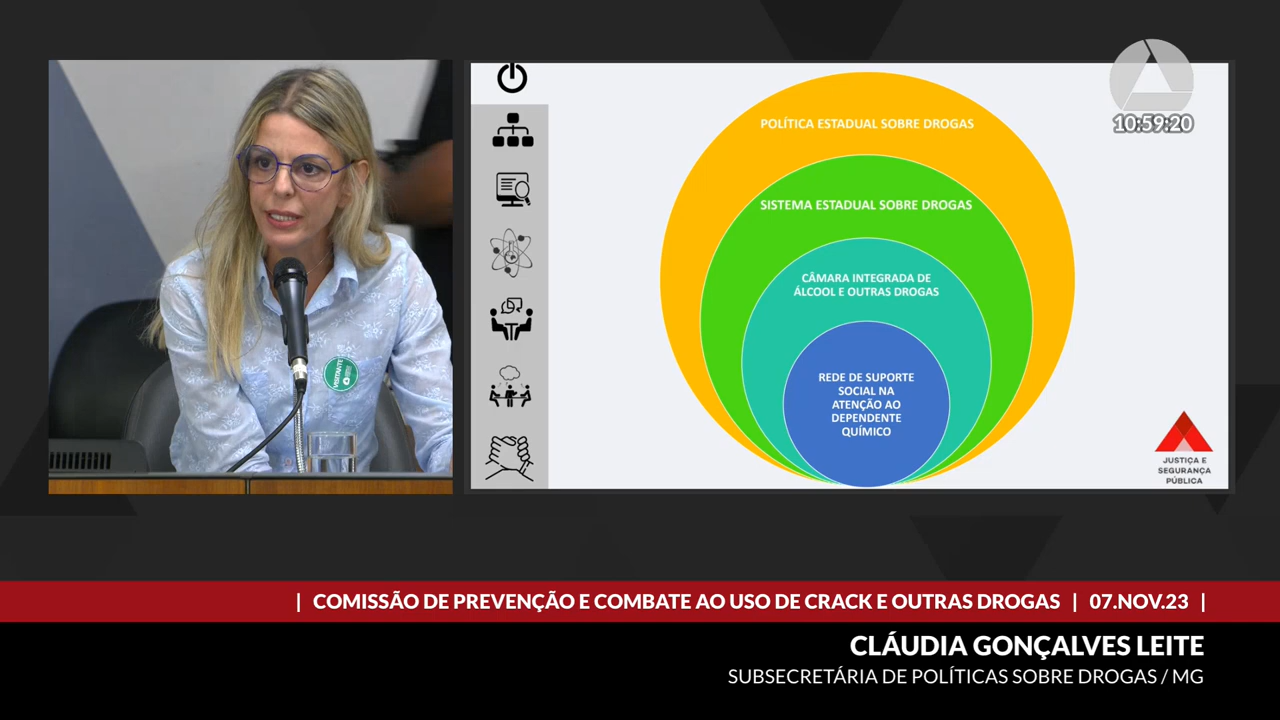 10:59:20
POLÍTICA ESTADUAL SOBRE DROGAS
SISTEMA ESTADUAL SOBRE DROGAS
CÂMARA INTEGRADA DE
ÁLCOOL E OUTRAS DROGAS
REDE DE SUPORTE
SOCIAL NA
ATENÇÃO AO
DEPENDENTE
QUÍMICO
JUSTIÇA E
SEGURANÇA
PÚBLICA
VISITANTE
| COMISSÃO DE PREVENÇÃO E COMBATE AO USO DE CRACK E OUTRAS DROGAS | 07.NOV.23 |
CLÁUDIA GONÇALVES LEITE
SUBSECRETÁRIA DE POLÍTICAS SOBRE DROGAS / MG